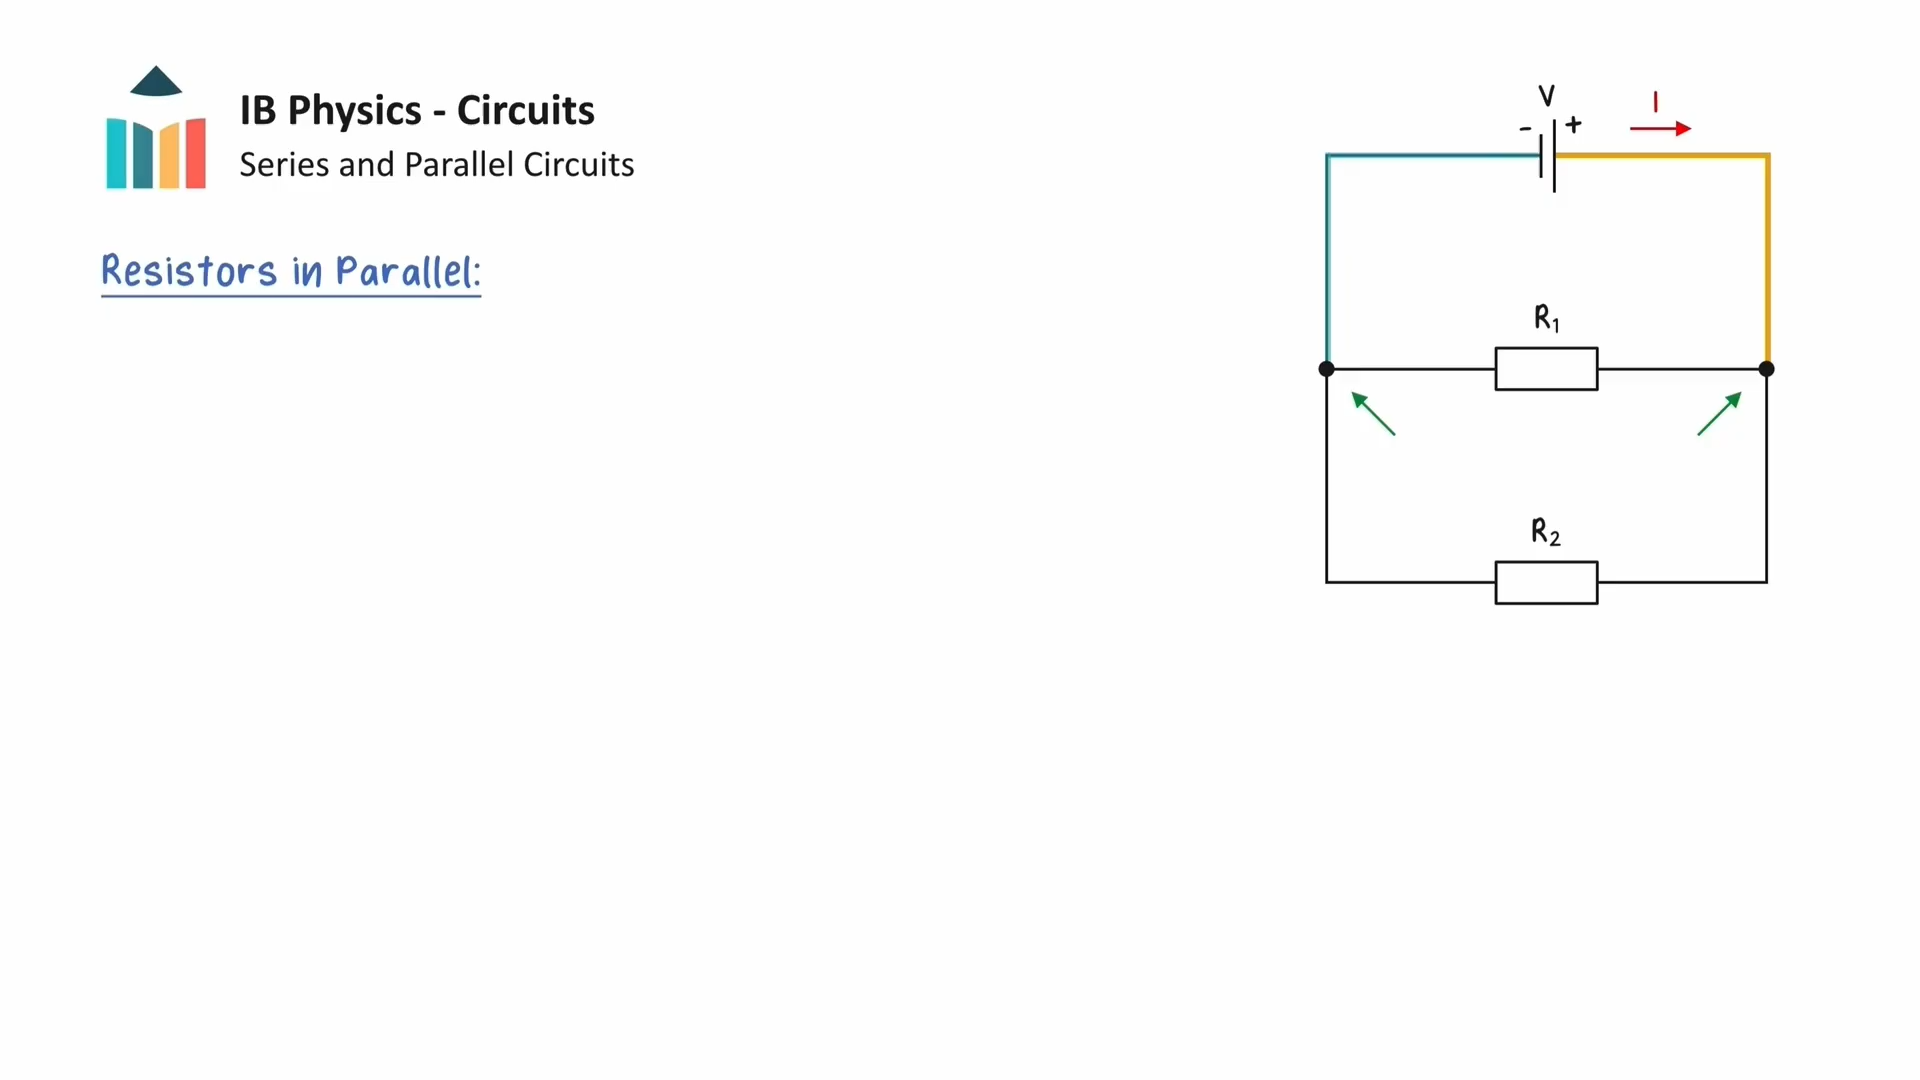 IB Physics - Circuits
Series and Parallel Circuits
Resistors in Parallel:
V
I
- +
R₁
R₂